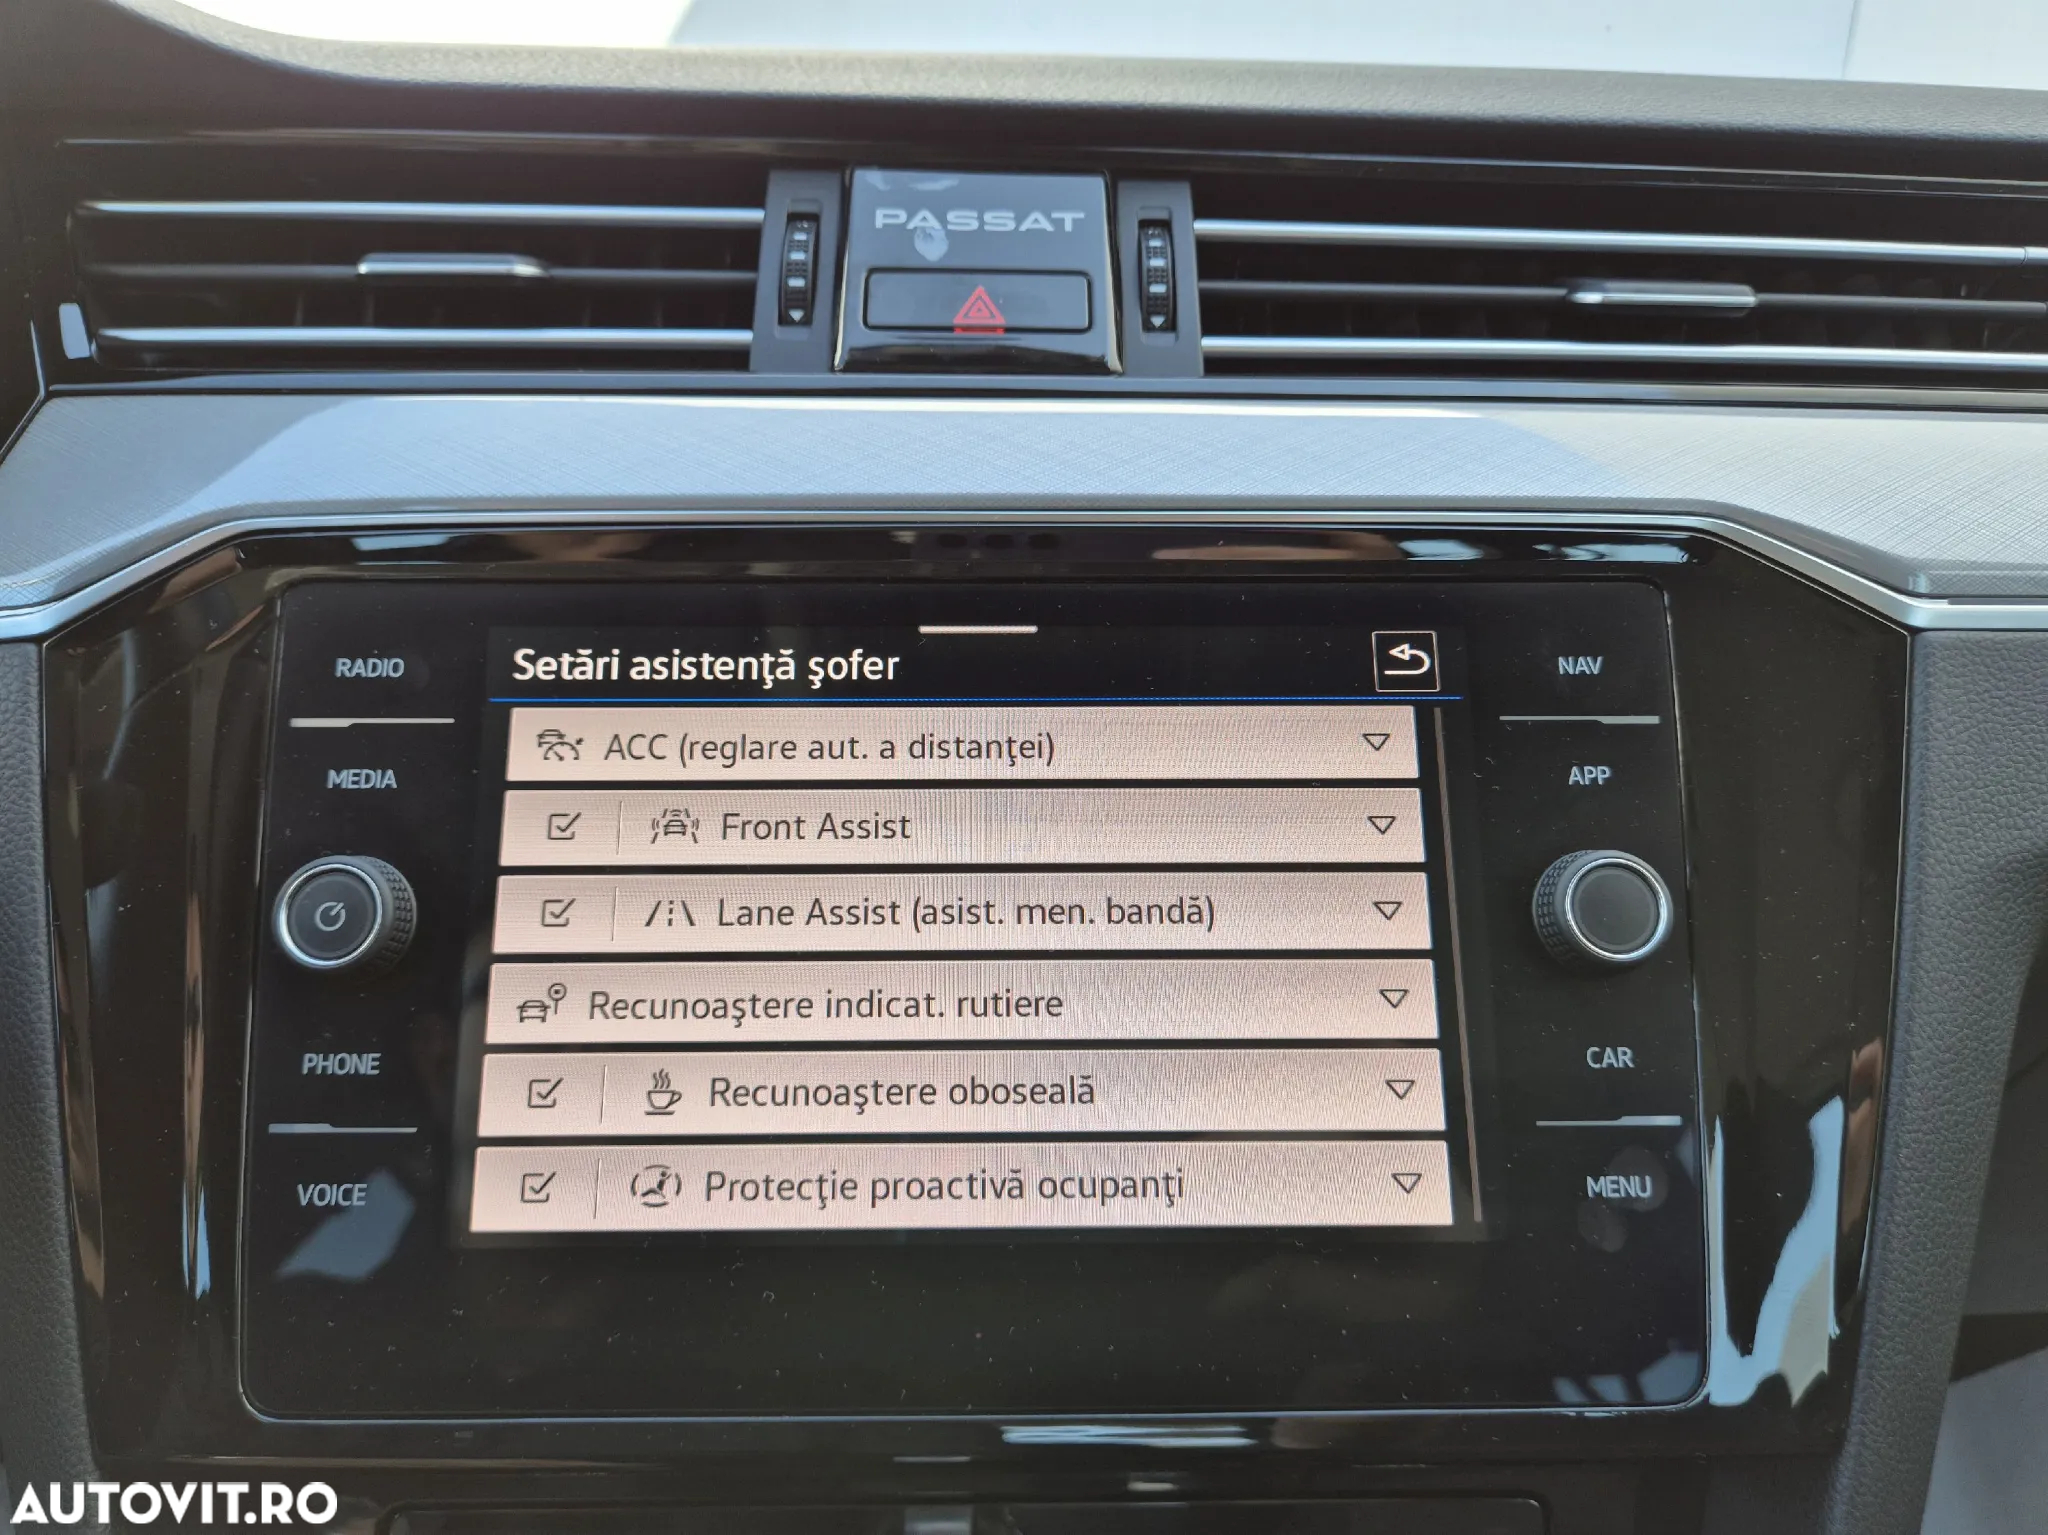 PASSAT
RADIO
MEDIA
PHONE
VOICE
Setări asistenţă şofer
ACC (reglare aut. a distanţei)
Front Assist
Lane Assist (asist. men. bandă)
Recunoaştere indicat. rutiere
Recunoaştere oboseală
Protecţie proactivă ocupanţi
NAV
APP
CAR
MENU
AUTOVIT.RO